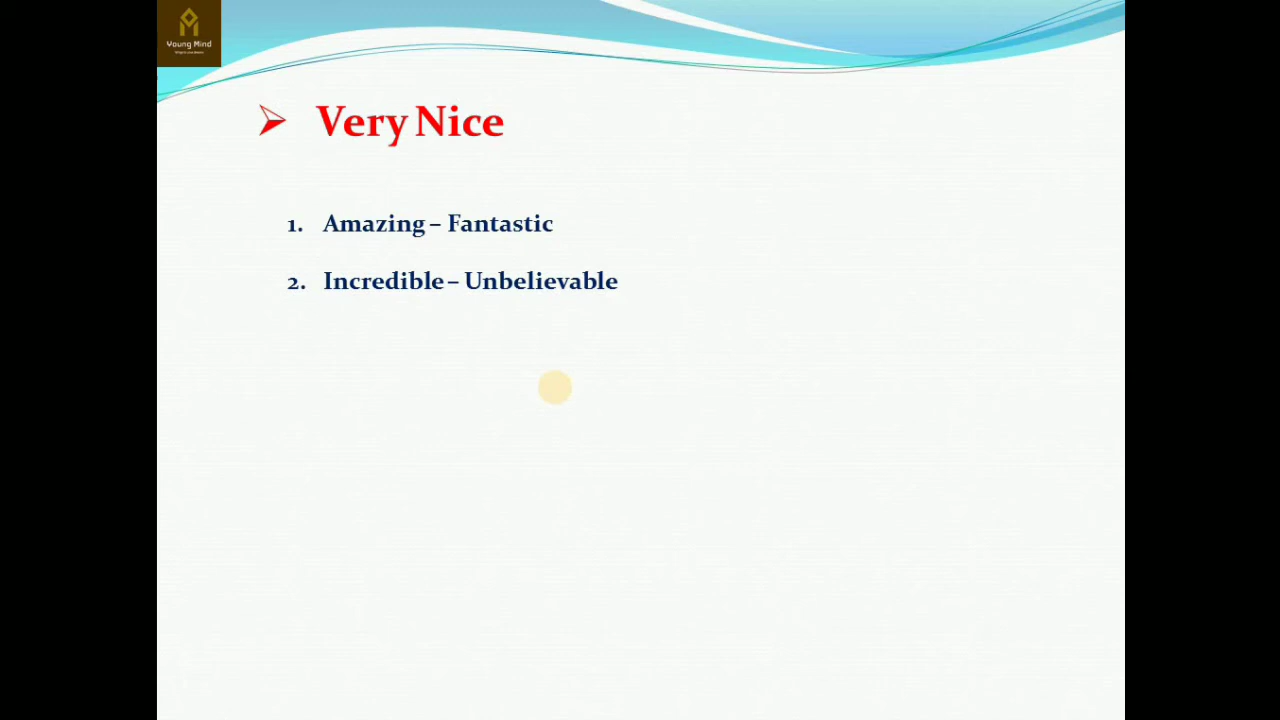 Young Mind
Very Nice
1. Amazing – Fantastic
2. Incredible – Unbelievable